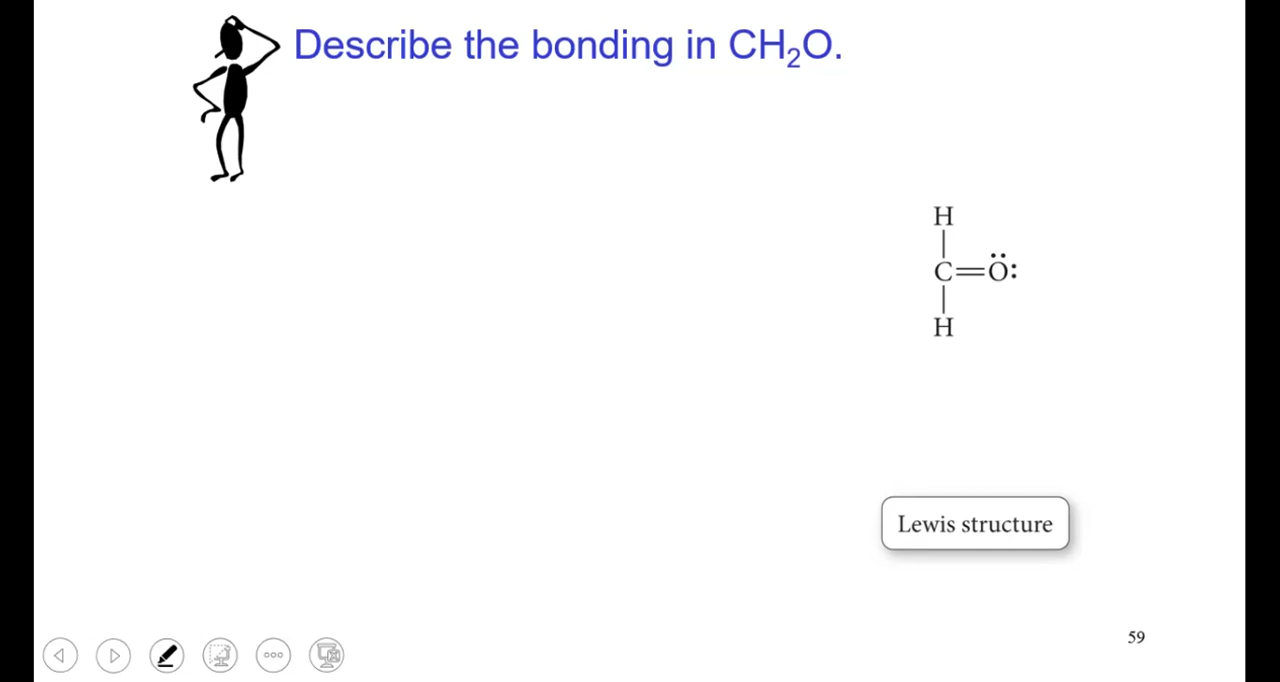 Describe the bonding in CH₂O.
H
C=Ö:
H
Lewis structure
59